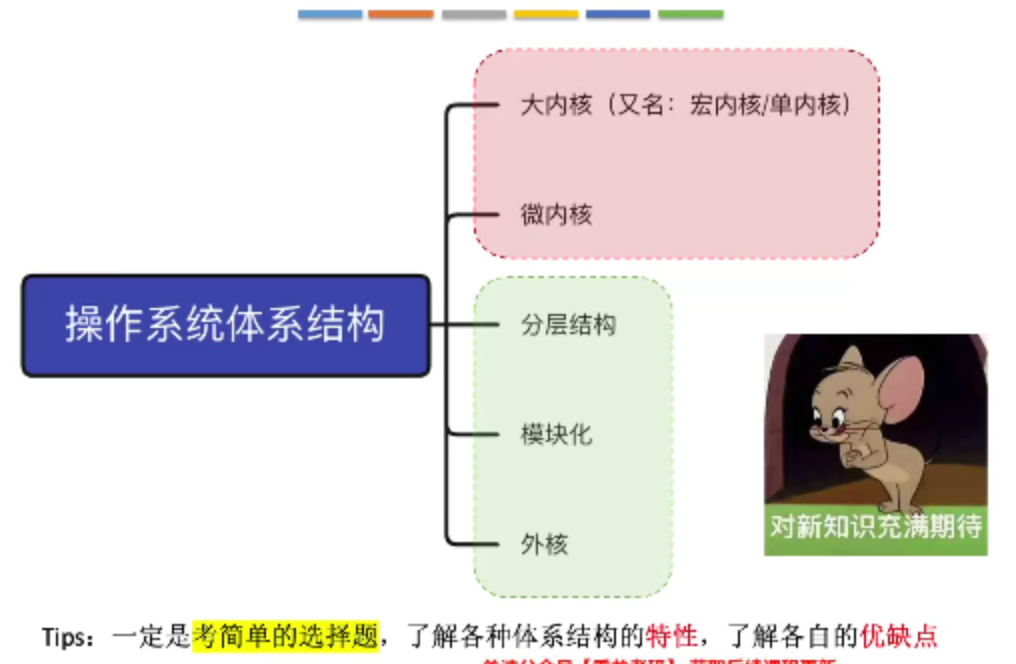 大内核（又名：宏内核/单内核）
微内核
操作系统体系结构
分层结构
模块化
外核
对新知识充满期待
Tips：一定是考简单的选择题，了解各种体系结构的特性，了解各自的优缺点